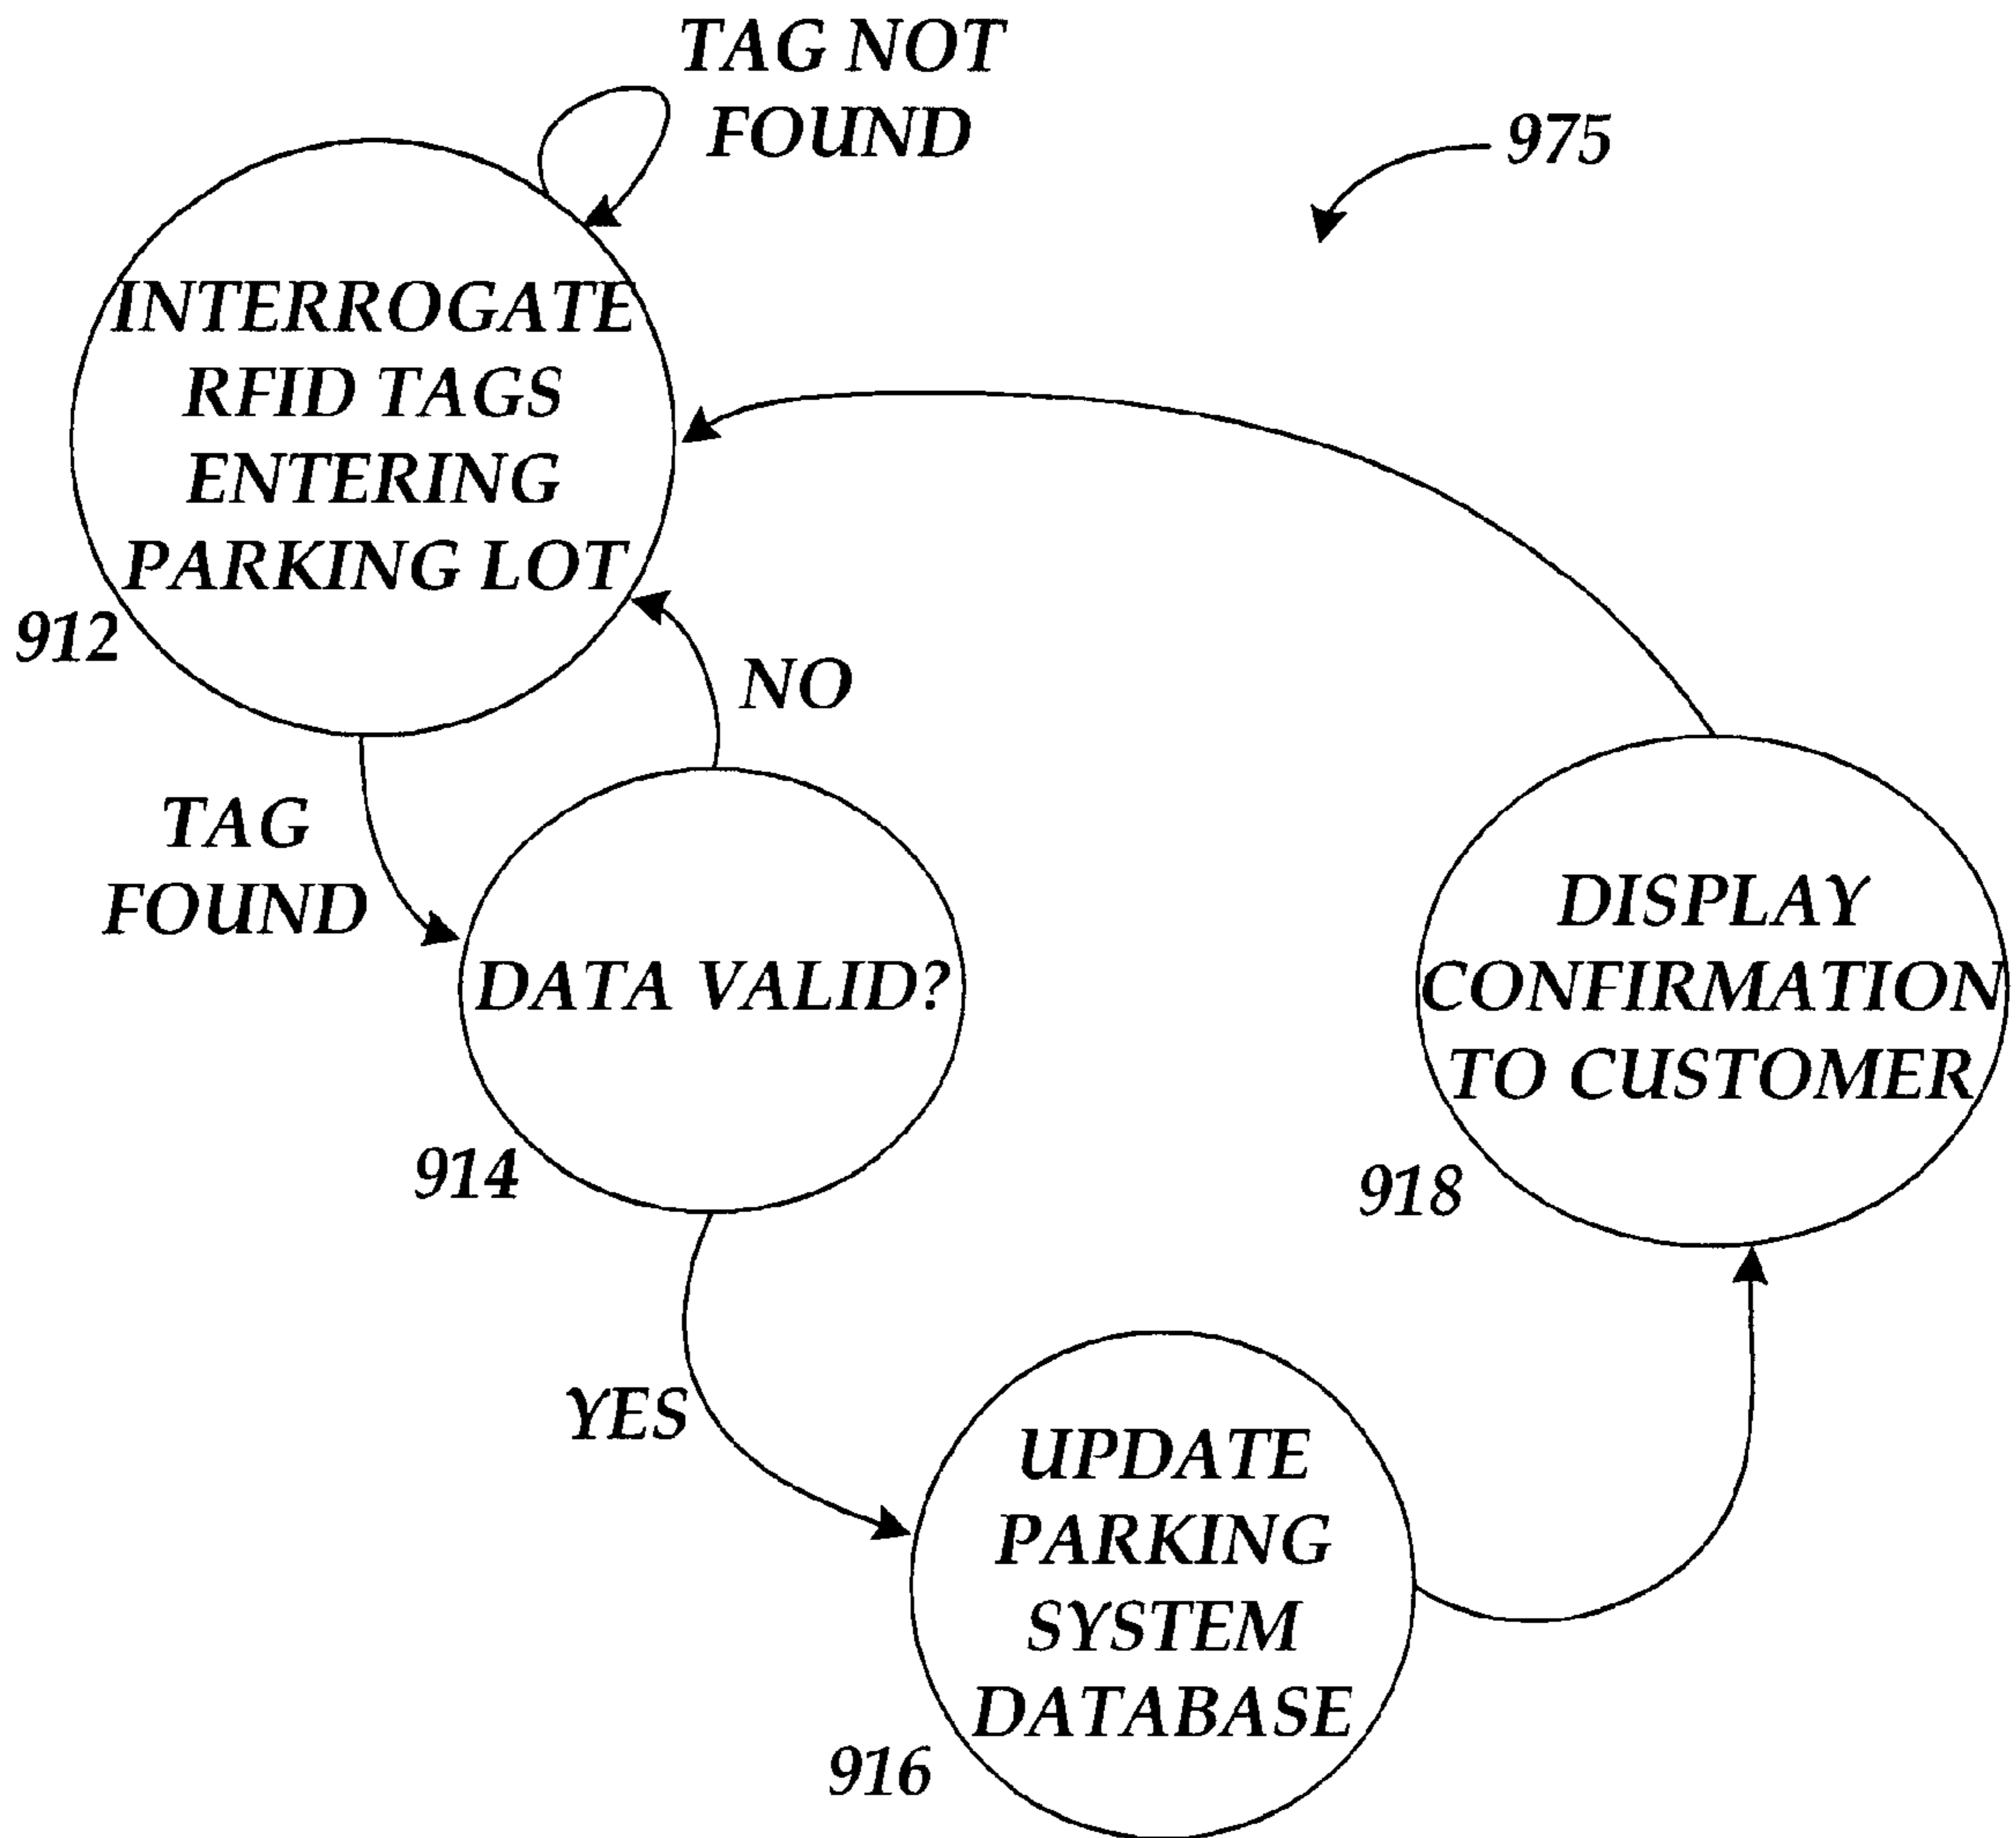 TAG NOT
FOUND
975
INTERROGATE
RFID TAGS
ENTERING
PARKING LOT
912
NO
TAG
FOUND
DATA VALID?
914
DISPLAY
CONFIRMATION
TO CUSTOMER
918
YES
UPDATE
PARKING
SYSTEM
DATABASE
916